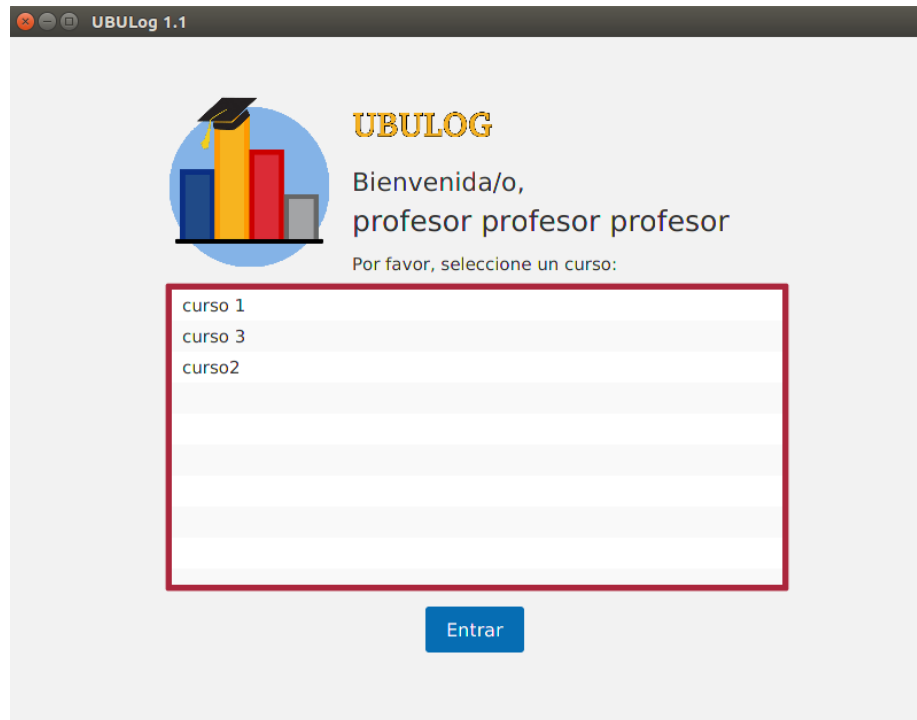 UBULog 1.1
UBULOG
Bienvenida/o,
profesor profesor profesor
Por favor, seleccione un curso:
curso 1
curso 3
curso2
Entrar